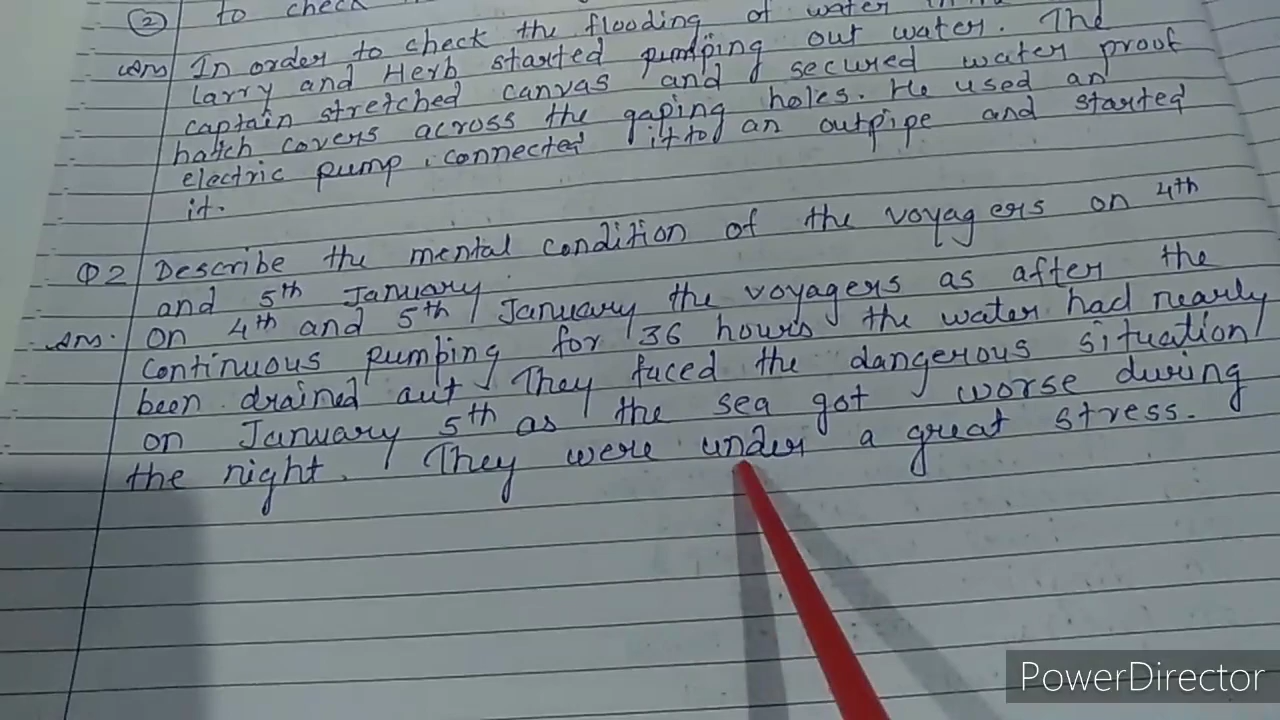 ② to check
Ans In order to check the flooding of water in
Larry and Herb started pumping out water. The
captain stretched canvas and secured water proof
hatch covers across the gaping holes. He used an
electric pump, connected it to an outpipe and started
it.
Q2 Describe the mental condition of the voyagers on 4th
and 5th January.
Ans. On 4th and 5th January the voyagers as after the
continuous pumping for 36 hours the water had nearly
been drained out. They faced the dangerous situation
on January 5th as the sea got worse during
the night. They were under a great stress.
PowerDirector